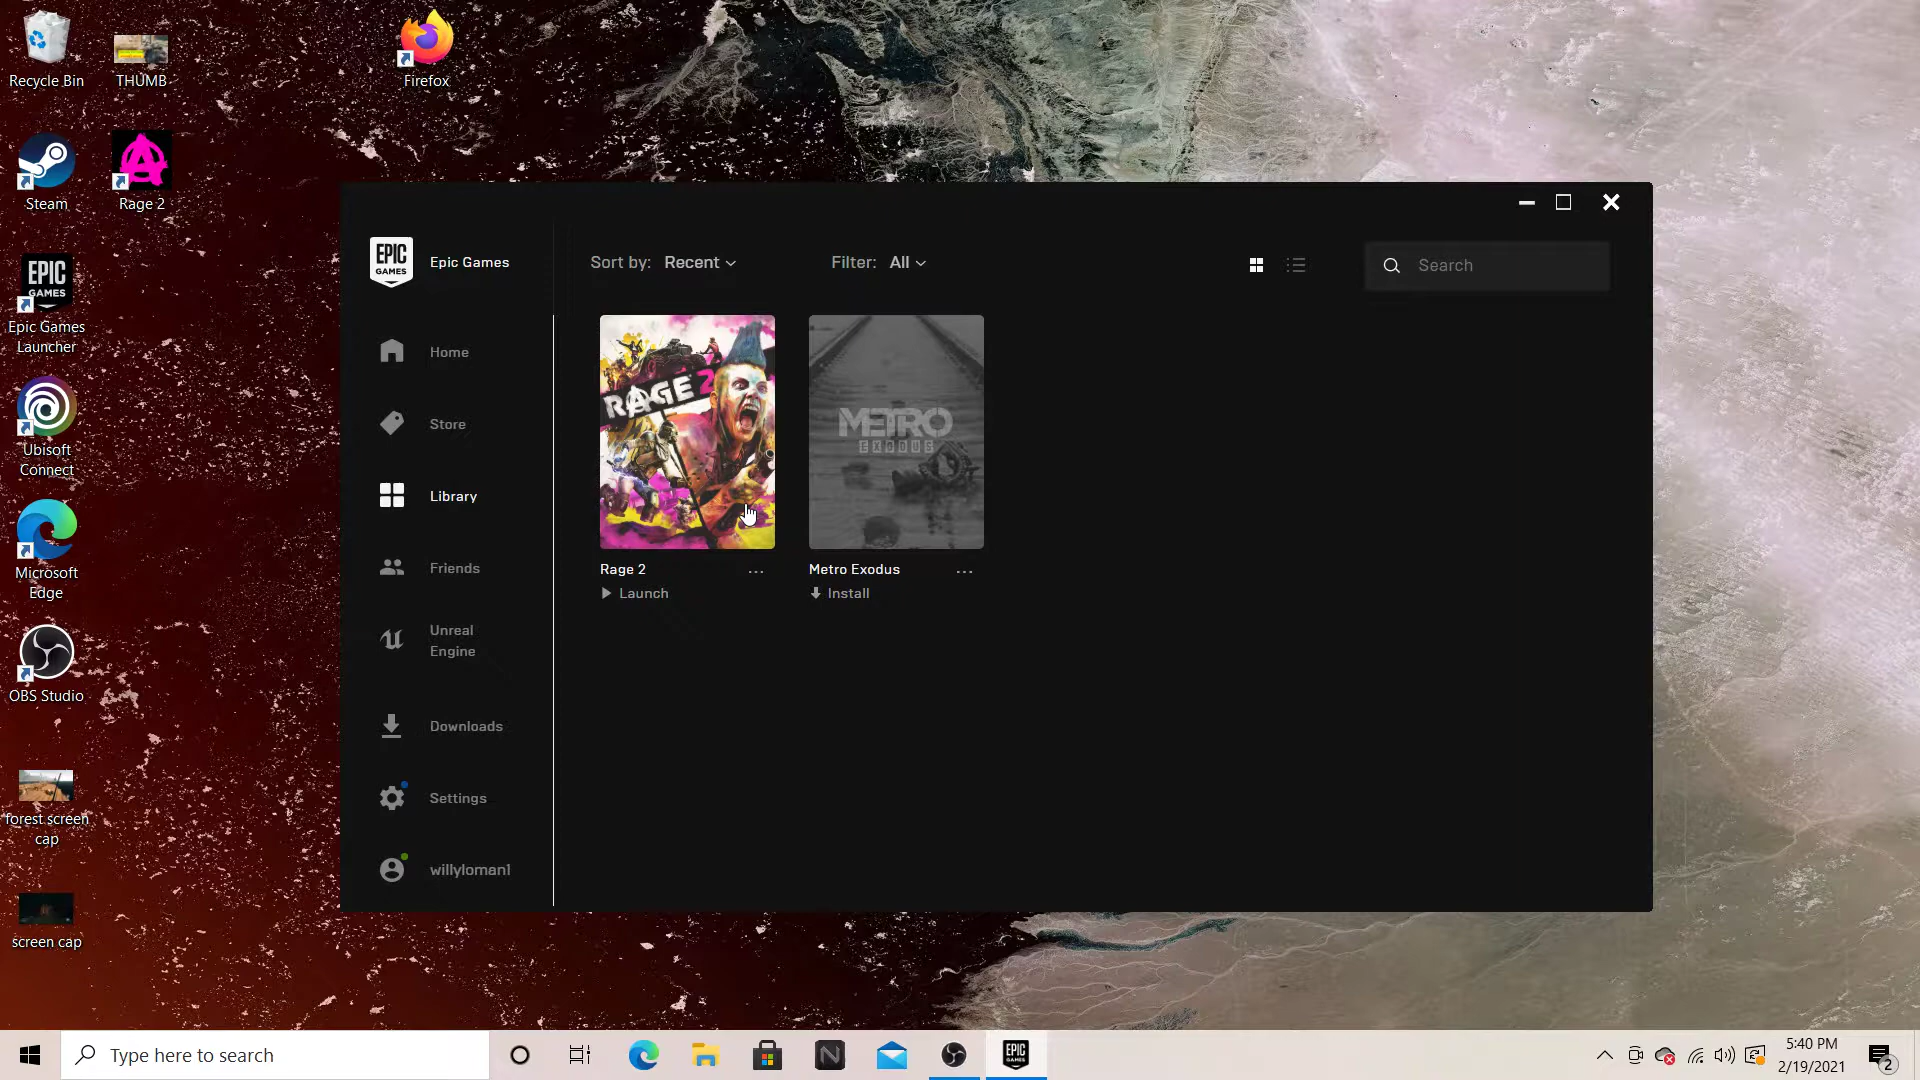 Recycle Bin
THUMB
Firefox
Steam
Rage 2
EPIC GAMES
Epic Games
Launcher
Ubisoft
Connect
Microsoft
Edge
OBS Studio
forest screen
cap
screen cap
EPIC GAMES
Epic Games
Home
Store
Library
Friends
Unreal
Engine
Downloads
Settings
willyloman1
Sort by: Recent
Filter: All
Search
RAGE 2
METRO
EXODUS
Rage 2
...
Launch
Metro Exodus
...
Install
Type here to search
EPIC GAMES
5:40 PM
2/19/2021
2